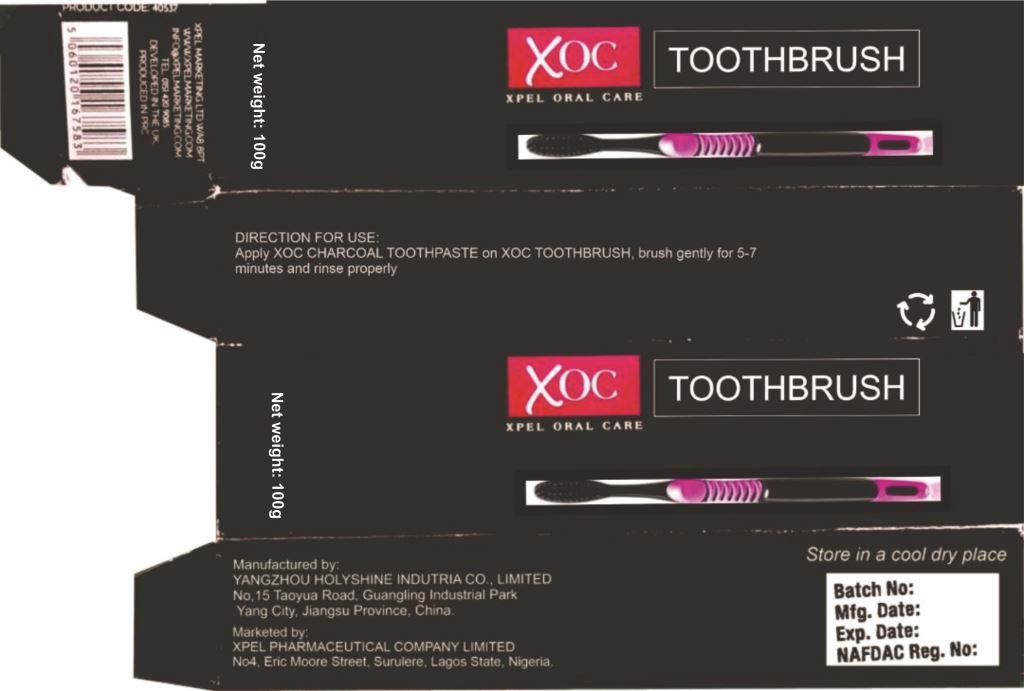 PRODUCT CODE: 40537
5 060120 167583
XPEL MARKETING LTD WA8 8PT
WWW.XPELMARKETING.COM
INFO@XPELMARKETING.COM
TEL: 0151 420 9085
DEVELOPED IN THE UK.
PRODUCED IN PRC
Net weight: 100g
XOC
XPEL ORAL CARE
TOOTHBRUSH
DIRECTION FOR USE:
Apply XOC CHARCOAL TOOTHPASTE on XOC TOOTHBRUSH, brush gently for 5-7
minutes and rinse properly
Net weight: 100g
XOC
XPEL ORAL CARE
TOOTHBRUSH
Manufactured by:
YANGZHOU HOLYSHINE INDUTRIA CO., LIMITED
No,15 Taoyua Road, Guangling Industrial Park
Yang City, Jiangsu Province, China.
Marketed by:
XPEL PHARMACEUTICAL COMPANY LIMITED
No4, Eric Moore Street, Surulere, Lagos State, Nigeria.
Store in a cool dry place
Batch No:
Mfg. Date:
Exp. Date:
NAFDAC Reg. No: